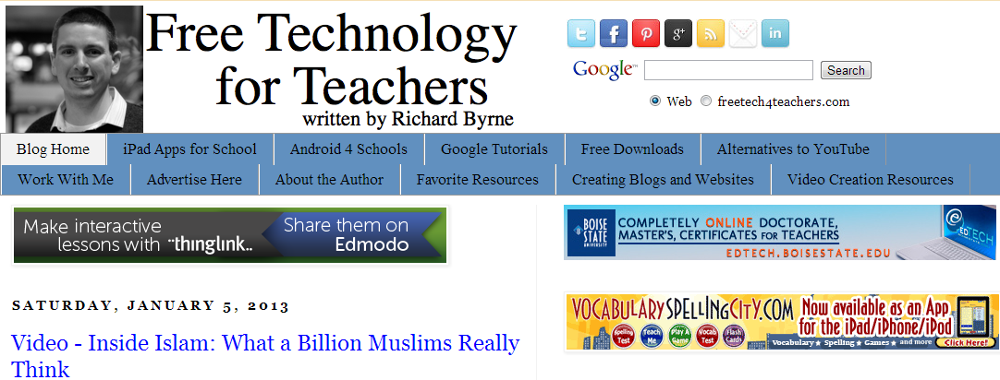 Free Technology
for Teachers
written by Richard Byrne
Google™
Search
Web freetech4teachers.com
Blog Home iPad Apps for School Android 4 Schools Google Tutorials Free Downloads Alternatives to YouTube
Work With Me Advertise Here About the Author Favorite Resources Creating Blogs and Websites Video Creation Resources
Make interactive
lessons with thinglink..
Share them on
Edmodo
BOISE
STATE
UNIVERSITY
COMPLETELY ONLINE DOCTORATE,
MASTER'S, CERTIFICATES FOR TEACHERS
EDTECH.BOISESTATE.EDU
EDTECH
SATURDAY, JANUARY 5, 2013
Video - Inside Islam: What a Billion Muslims Really
Think
VOCABULARYSPELLINGCITY.COM
Spelling Test
Teach Me
Play A Game
Vocab Test
Flash Cards
Now available as an App
for the iPad/iPhone/iPod
Vocabulary ★ Spelling ★ Games ★ and more
Click Here!